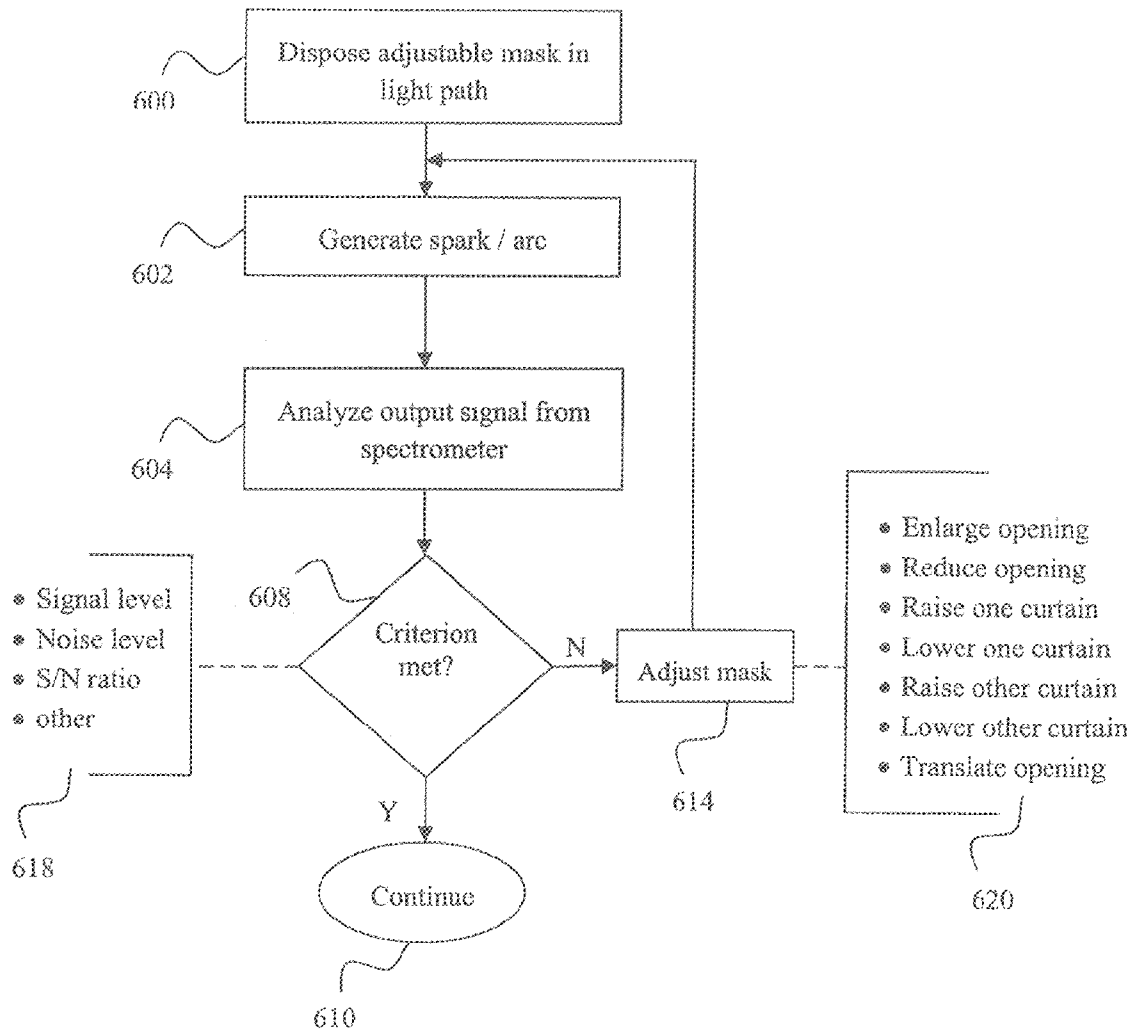 Dispose adjustable mask in
light path
600
Generate spark / arc
602
Analyze output signal from
spectrometer
604
608
Criterion
met?
N
Y
• Signal level
• Noise level
• S/N ratio
• other
618
Adjust mask
614
• Enlarge opening
• Reduce opening
• Raise one curtain
• Lower one curtain
• Raise other curtain
• Lower other curtain
• Translate opening
620
Continue
610